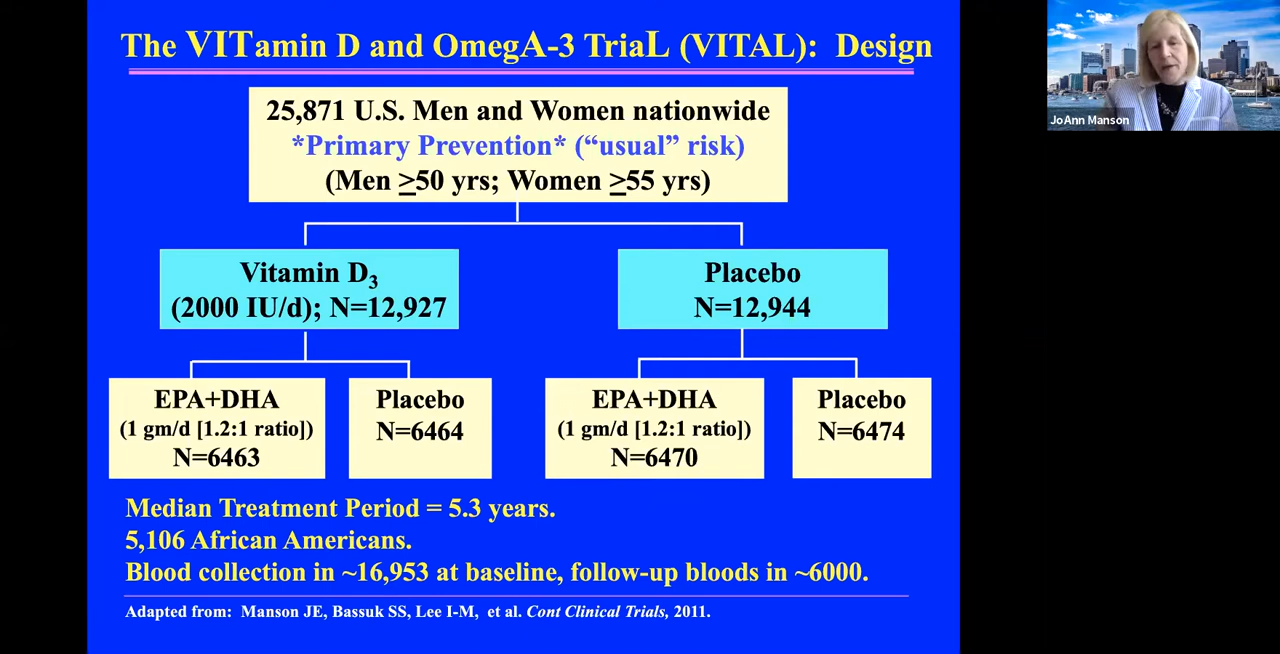 The VITamin D and OmegA-3 TriaL (VITAL): Design
JoAnn Manson
25,871 U.S. Men and Women nationwide
*Primary Prevention* (“usual” risk)
(Men ≥50 yrs; Women ≥55 yrs)
Vitamin D₃
(2000 IU/d); N=12,927
Placebo
N=12,944
EPA+DHA
(1 gm/d [1.2:1 ratio])
N=6463
Placebo
N=6464
EPA+DHA
(1 gm/d [1.2:1 ratio])
N=6470
Placebo
N=6474
Median Treatment Period = 5.3 years.
5,106 African Americans.
Blood collection in ~16,953 at baseline, follow-up bloods in ~6000.
Adapted from: Manson JE, Bassuk SS, Lee I-M, et al. Cont Clinical Trials, 2011.